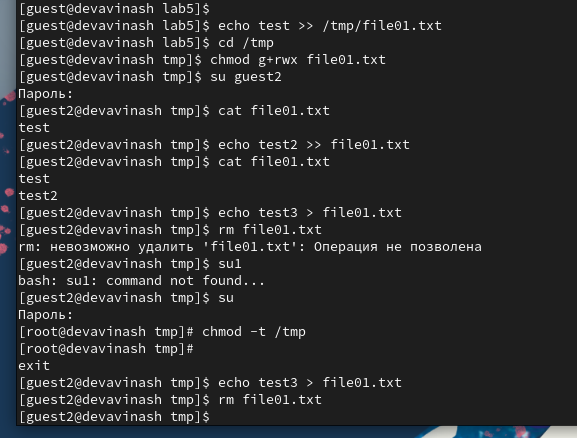 [guest@devavinash lab5]$
[guest@devavinash lab5]$ echo test >> /tmp/file01.txt
[guest@devavinash lab5]$ cd /tmp
[guest@devavinash tmp]$ chmod g+rwx file01.txt
[guest@devavinash tmp]$ su guest2
Пароль:
[guest2@devavinash tmp]$ cat file01.txt
test
[guest2@devavinash tmp]$ echo test2 >> file01.txt
[guest2@devavinash tmp]$ cat file01.txt
test
test2
[guest2@devavinash tmp]$ echo test3 > file01.txt
[guest2@devavinash tmp]$ rm file01.txt
rm: невозможно удалить 'file01.txt': Операция не позволена
[guest2@devavinash tmp]$ su1
bash: su1: command not found...
[guest2@devavinash tmp]$ su
Пароль:
[root@devavinash tmp]# chmod -t /tmp
[root@devavinash tmp]#
exit
[guest2@devavinash tmp]$ echo test3 > file01.txt
[guest2@devavinash tmp]$ rm file01.txt
[guest2@devavinash tmp]$